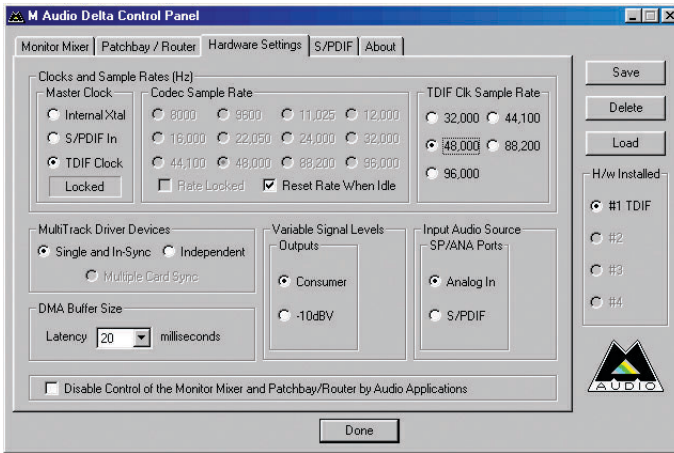 M Audio Delta Control Panel
Monitor Mixer Patchbay / Router Hardware Settings S/PDIF About
Clocks and Sample Rates (Hz)
Master Clock
Internal Xtal
S/PDIF In
TDIF Clock
Locked
Codec Sample Rate
8000 9600 11,025 12,000
16,000 22,050 24,000 32,000
44,100 48,000 88,200 96,000
Rate Locked Reset Rate When Idle
TDIF Clk Sample Rate
32,000 44,100
48,000 88,200
96,000
MultiTrack Driver Devices
Single and In-Sync Independent
Multiple Card Sync
DMA Buffer Size
Latency 20 milliseconds
Variable Signal Levels
Outputs
Consumer
-10dBV
Input Audio Source
SP/ANA Ports
Analog In
S/PDIF
Disable Control of the Monitor Mixer and Patchbay/Router by Audio Applications
Save
Delete
Load
H/w Installed
#1 TDIF
#2
#3
#4
M
AUDIO
Done